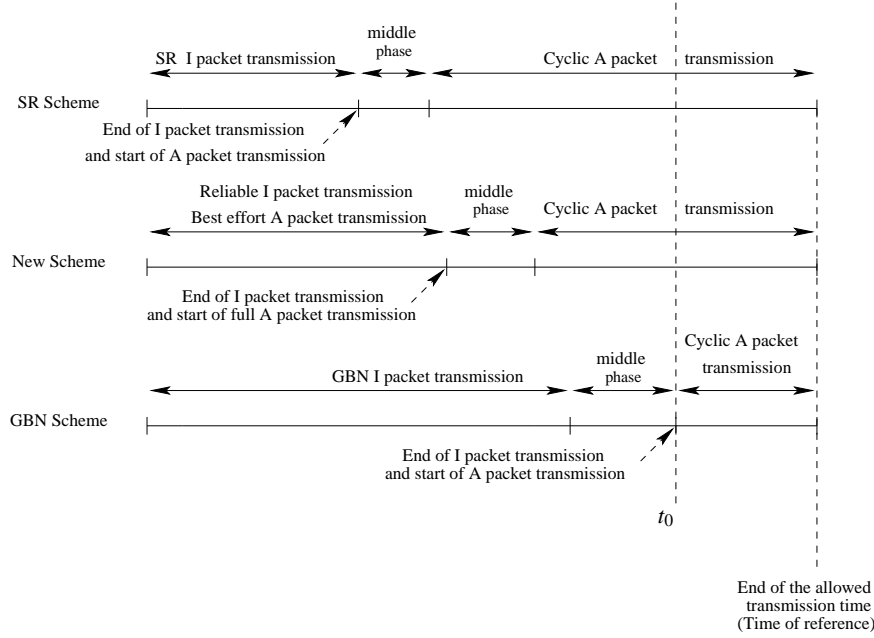 middle
phase
SR I packet transmission
Cyclic A packet transmission
SR Scheme
End of I packet transmission
and start of A packet transmission
Reliable I packet transmission
Best effort A packet transmission
middle
phase
Cyclic A packet transmission
New Scheme
End of I packet transmission
and start of full A packet transmission
Cyclic A packet
transmission
middle
phase
GBN I packet transmission
GBN Scheme
End of I packet transmission
and start of A packet transmission
t0
End of the allowed
transmission time
(Time of reference)